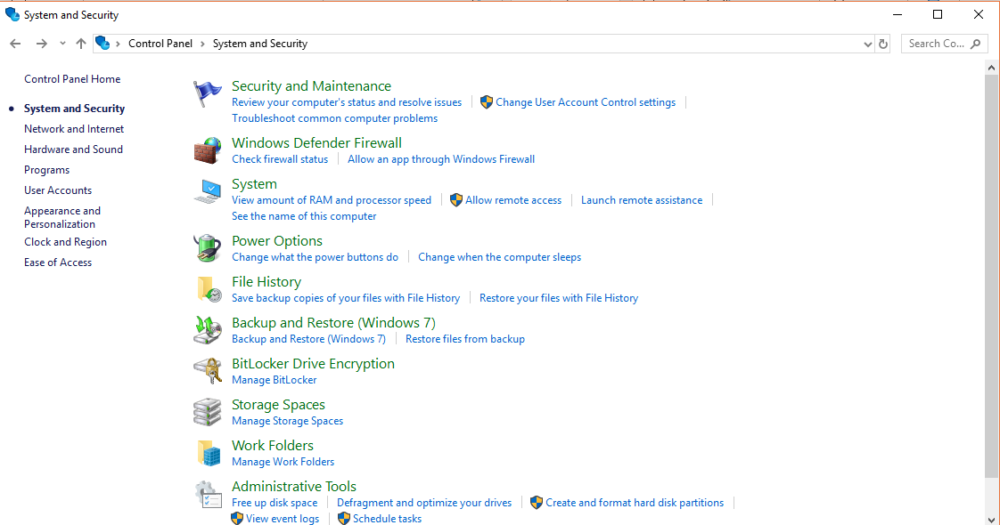 System and Security
Control Panel > System and Security
Search Co...
Control Panel Home
System and Security
Network and Internet
Hardware and Sound
Programs
User Accounts
Appearance and
Personalization
Clock and Region
Ease of Access
Security and Maintenance
Review your computer's status and resolve issues
Change User Account Control settings
Troubleshoot common computer problems
Windows Defender Firewall
Check firewall status
Allow an app through Windows Firewall
System
View amount of RAM and processor speed
Allow remote access
Launch remote assistance
See the name of this computer
Power Options
Change what the power buttons do
Change when the computer sleeps
File History
Save backup copies of your files with File History
Restore your files with File History
Backup and Restore (Windows 7)
Backup and Restore (Windows 7)
Restore files from backup
BitLocker Drive Encryption
Manage BitLocker
Storage Spaces
Manage Storage Spaces
Work Folders
Manage Work Folders
Administrative Tools
Free up disk space
Defragment and optimize your drives
Create and format hard disk partitions
View event logs
Schedule tasks